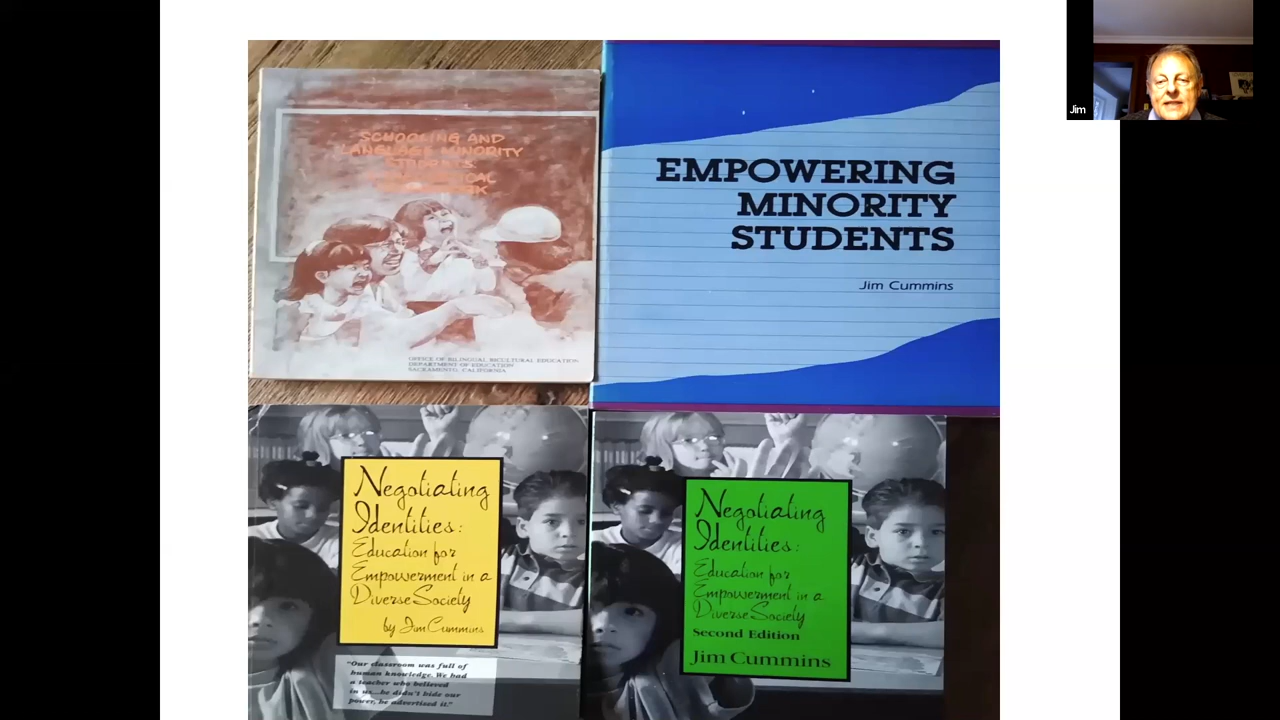 SCHOOLING AND
LANGUAGE MINORITY
STUDENTS:
OFFICE OF BILINGUAL BICULTURAL EDUCATION
DEPARTMENT OF EDUCATION
SACRAMENTO, CALIFORNIA
EMPOWERING
MINORITY
STUDENTS
Jim Cummins
Jim
Negotiating
Identities:
Education for
Empowerment in a
Diverse Society
by Jim Cummins
"Our classroom was full of
human knowledge. We had
a teacher who believed
in us...he didn't hide our
power, he advertised it."
Negotiating
Identities:
Education for
Empowerment in a
Diverse Society
Second Edition
Jim Cummins